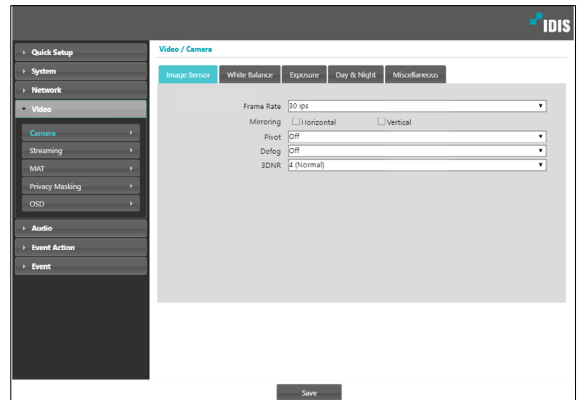 IDIS
Quick Setup
System
Network
Video
Camera
Streaming
MAT
Privacy Masking
OSD
Audio
Event Action
Event
Video / Camera
Image Sensor White Balance Exposure Day & Night Miscellaneous
Frame Rate 30 ips
Mirroring Horizontal Vertical
Pivot Off
Defog Off
3DNR 4 (Normal)
Save